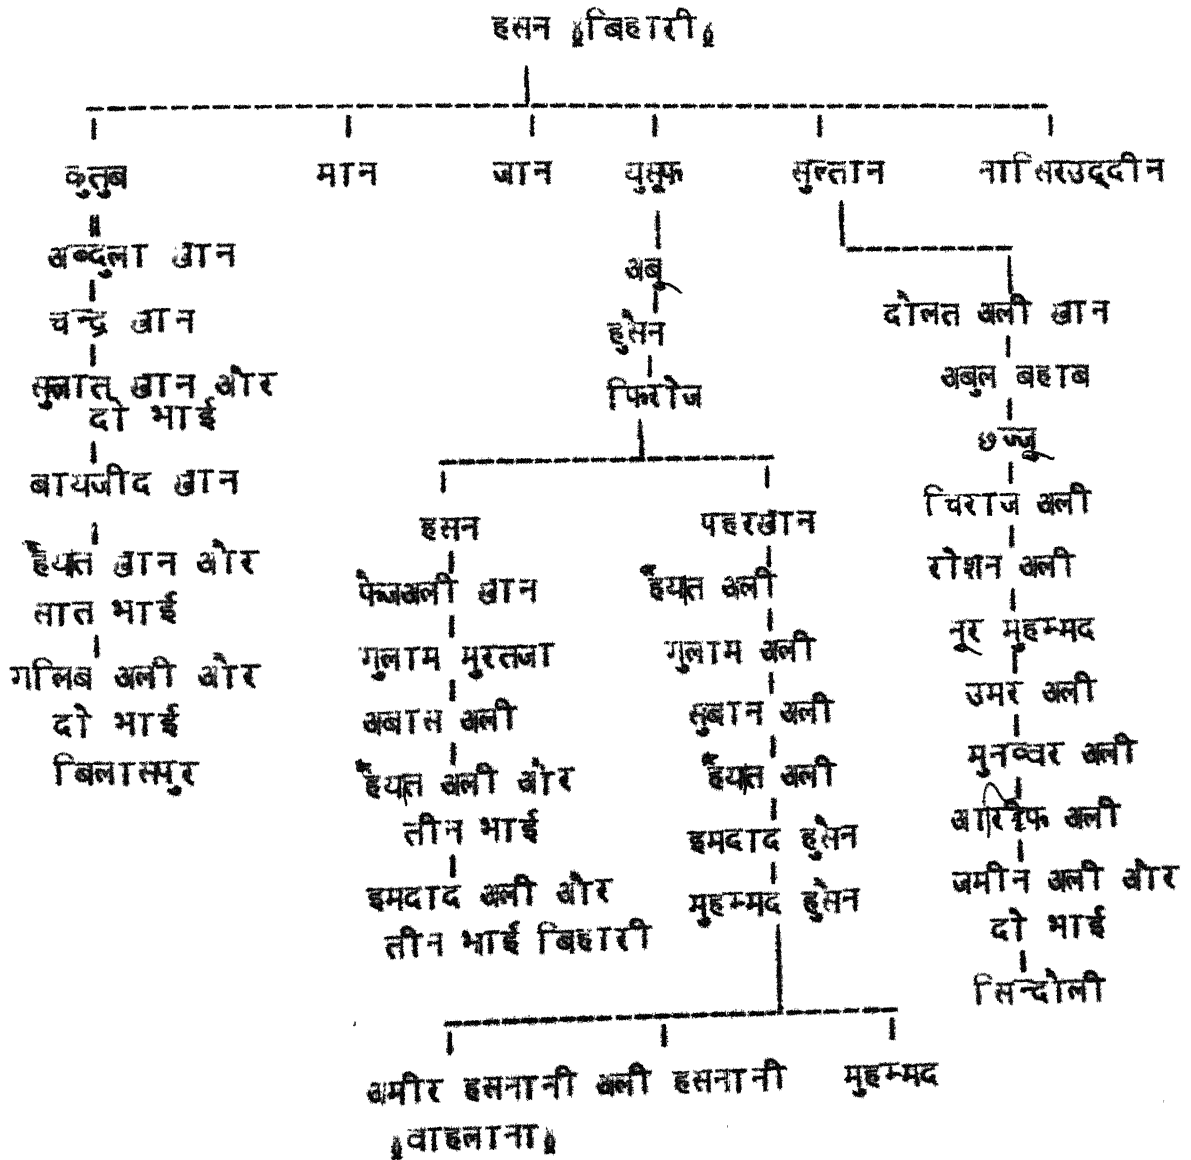 हसन (बिहारी)
कुतुब मान जान युसूफ सुल्तान नासिरउद्दीन
अब्दुला खान
चन्द्र खान
सुजात खान और
दो भाई
बायजीद खान
हैयत खान और
सात भाई
गलिब अली और
दो भाई
बिलासपुर
अबु
हुसैन
फिरोज
हसन
फैजअली खान
गुलाम मुरतजा
अबास अली
हैयत अली और
तीन भाई
इमदाद अली और
तीन भाई बिहारी
पहरखान
हैयत अली
गुलाम अली
सुबान अली
हैयत अली
इमदाद हुसैन
मुहम्मद हुसैन
अमीर हसनानी अली हसनानी मुहम्मद
(वाहलाना)
दोलत अली खान
अबुल बहाब
छज्जू
चिराज अली
रोशन अली
नूर मुहम्मद
उमर अली
मुनव्वर अली
अली
जमीन अली और
दो भाई
सिन्दोली